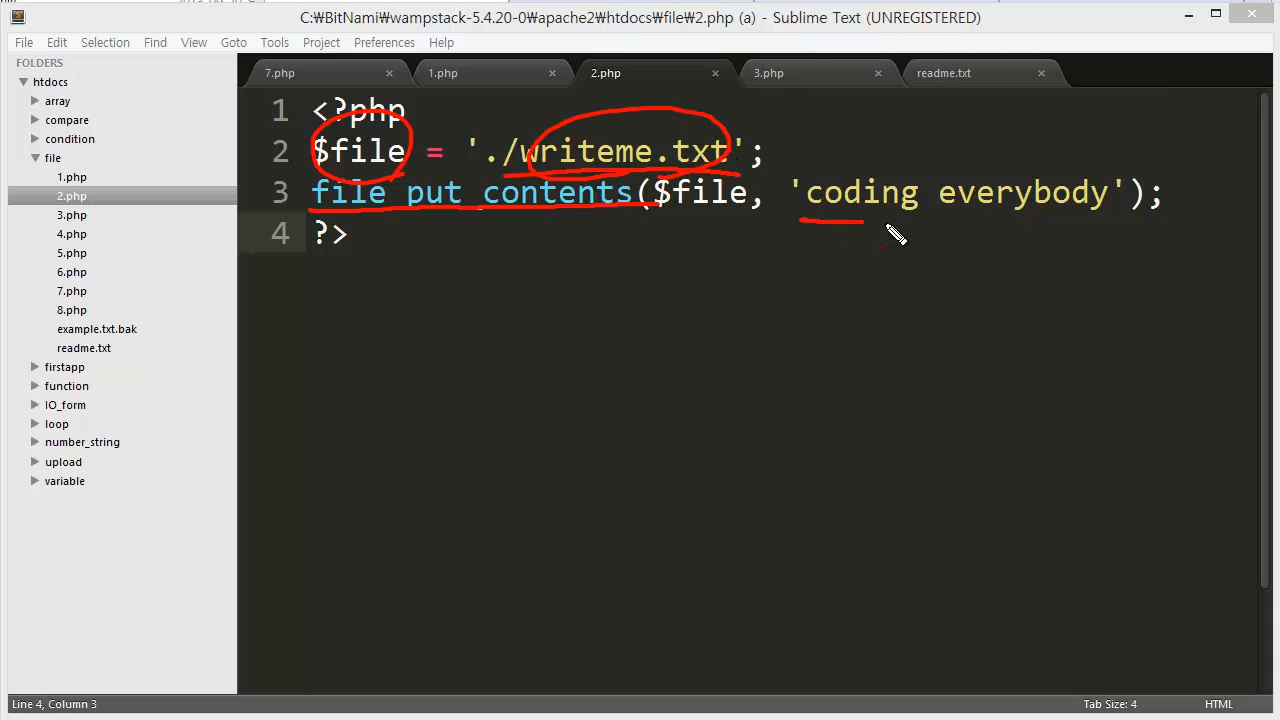 C:₩BitNami₩wampstack-5.4.20-0₩apache2₩htdocs₩file₩2.php (a) - Sublime Text (UNREGISTERED)
File Edit Selection Find View Goto Tools Project Preferences Help
FOLDERS
htdocs
array
compare
condition
file
1.php
2.php
3.php
4.php
5.php
6.php
7.php
8.php
example.txt.bak
readme.txt
firstapp
function
IO_form
loop
number_string
upload
variable
7.php 1.php 2.php 3.php readme.txt
1 <?php
2 $file = './writeme.txt';
3 file_put_contents($file, 'coding everybody');
4 ?>
Line 4, Column 3 Tab Size: 4 HTML